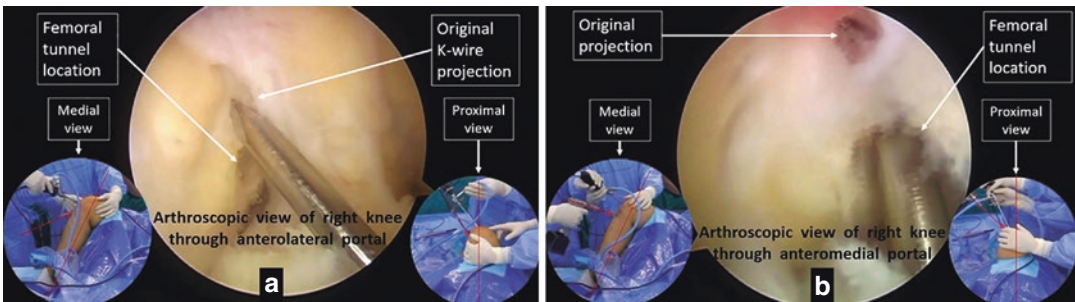 Femoral
tunnel
location
Original
K-wire
projection
Medial
view
Proximal
view
Arthroscopic view of right knee
through anterolateral portal
a
Original
projection
Femoral
tunnel
location
Medial
view
Proximal
view
Arthroscopic view of right knee
through anteromedial portal
b